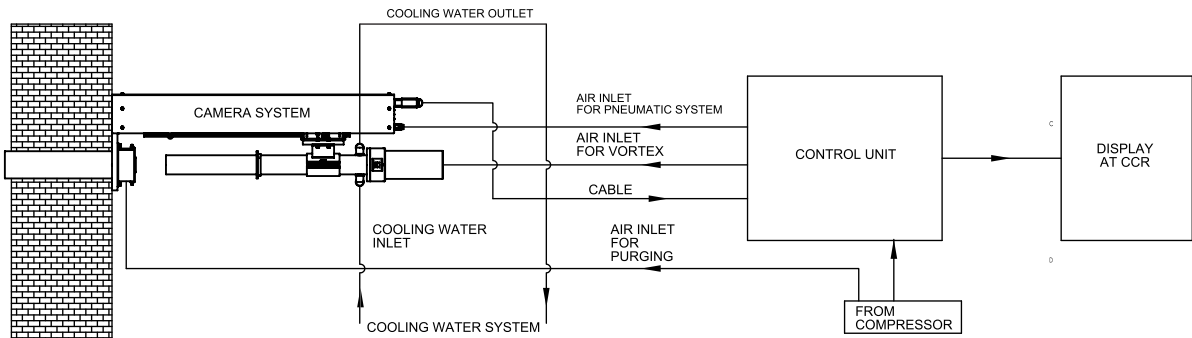 COOLING WATER OUTLET
CAMERA SYSTEM
AIR INLET
FOR PNEUMATIC SYSTEM
AIR INLET
FOR VORTEX
CABLE
COOLING WATER
INLET
AIR INLET
FOR
PURGING
COOLING WATER SYSTEM
CONTROL UNIT
FROM
COMPRESSOR
DISPLAY
AT CCR
C
D